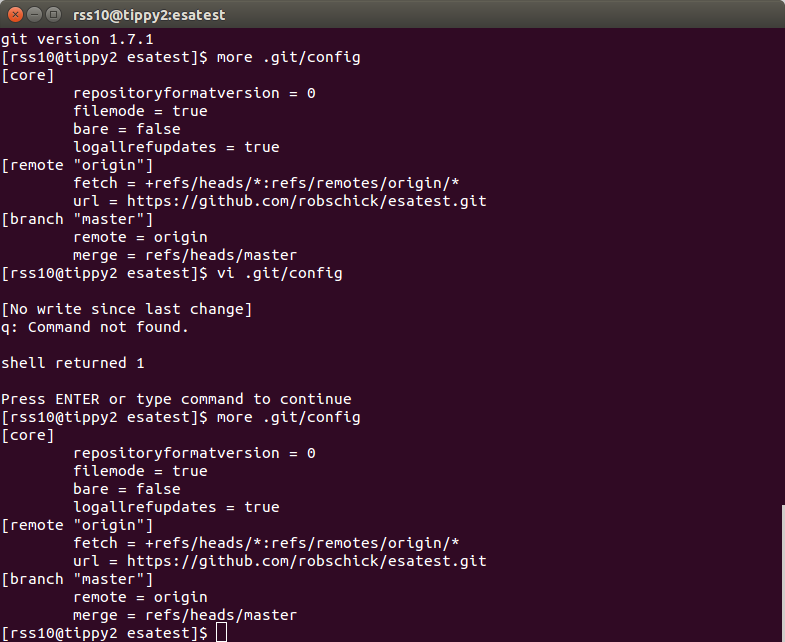 rss10@tippy2:esatest
git version 1.7.1
[rss10@tippy2 esatest]$ more .git/config
[core]
        repositoryformatversion = 0
        filemode = true
        bare = false
        logallrefupdates = true
[remote "origin"]
        fetch = +refs/heads/*:refs/remotes/origin/*
        url = https://github.com/robschick/esatest.git
[branch "master"]
        remote = origin
        merge = refs/heads/master
[rss10@tippy2 esatest]$ vi .git/config
[No write since last change]
q: Command not found.
shell returned 1
Press ENTER or type command to continue
[rss10@tippy2 esatest]$ more .git/config
[core]
        repositoryformatversion = 0
        filemode = true
        bare = false
        logallrefupdates = true
[remote "origin"]
        fetch = +refs/heads/*:refs/remotes/origin/*
        url = https://github.com/robschick/esatest.git
[branch "master"]
        remote = origin
        merge = refs/heads/master
[rss10@tippy2 esatest]$